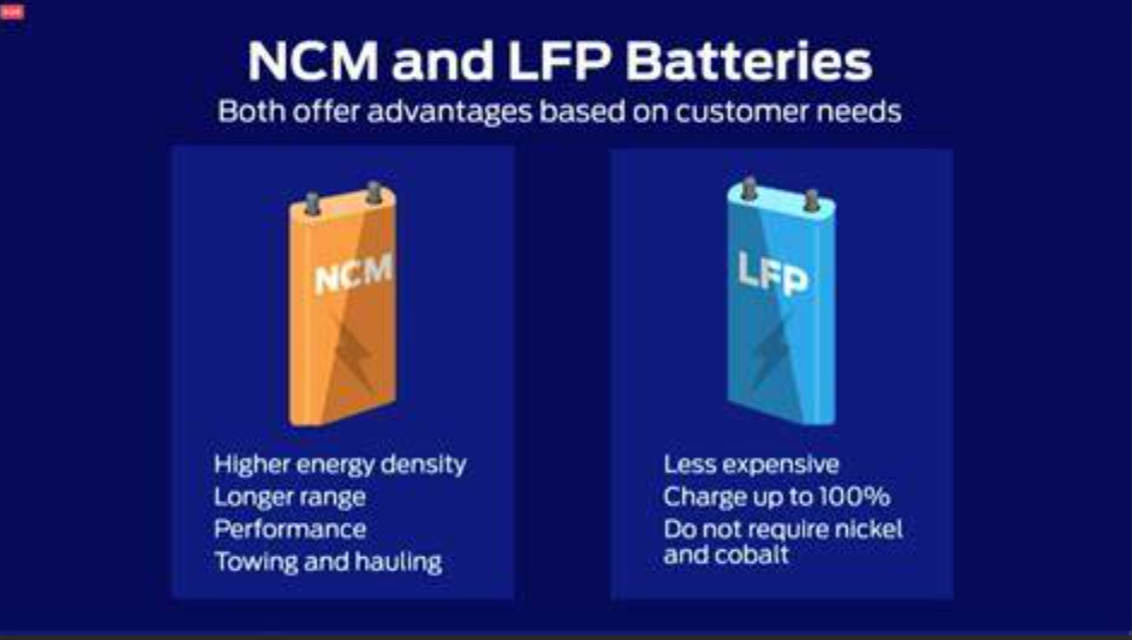 NCM and LFP Batteries
Both offer advantages based on customer needs
NCM
Higher energy density
Longer range
Performance
Towing and hauling
LFP
Less expensive
Charge up to 100%
Do not require nickel
and cobalt